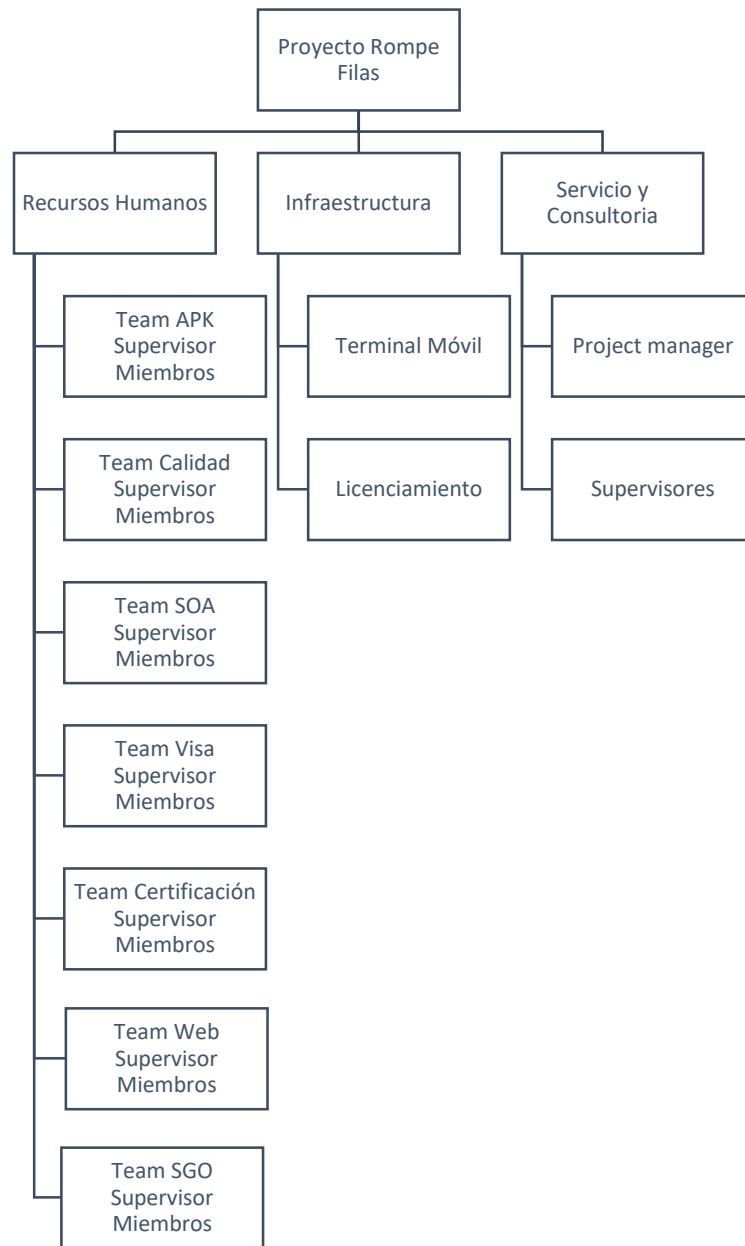 Proyecto Rompe
Filas
Recursos Humanos
Infraestructura
Servicio y
Consultoria
Team APK
Supervisor
Miembros
Terminal Móvil
Project manager
Team Calidad
Supervisor
Miembros
Licenciamiento
Supervisores
Team SOA
Supervisor
Miembros
Team Visa
Supervisor
Miembros
Team Certificación
Supervisor
Miembros
Team Web
Supervisor
Miembros
Team SGO
Supervisor
Miembros